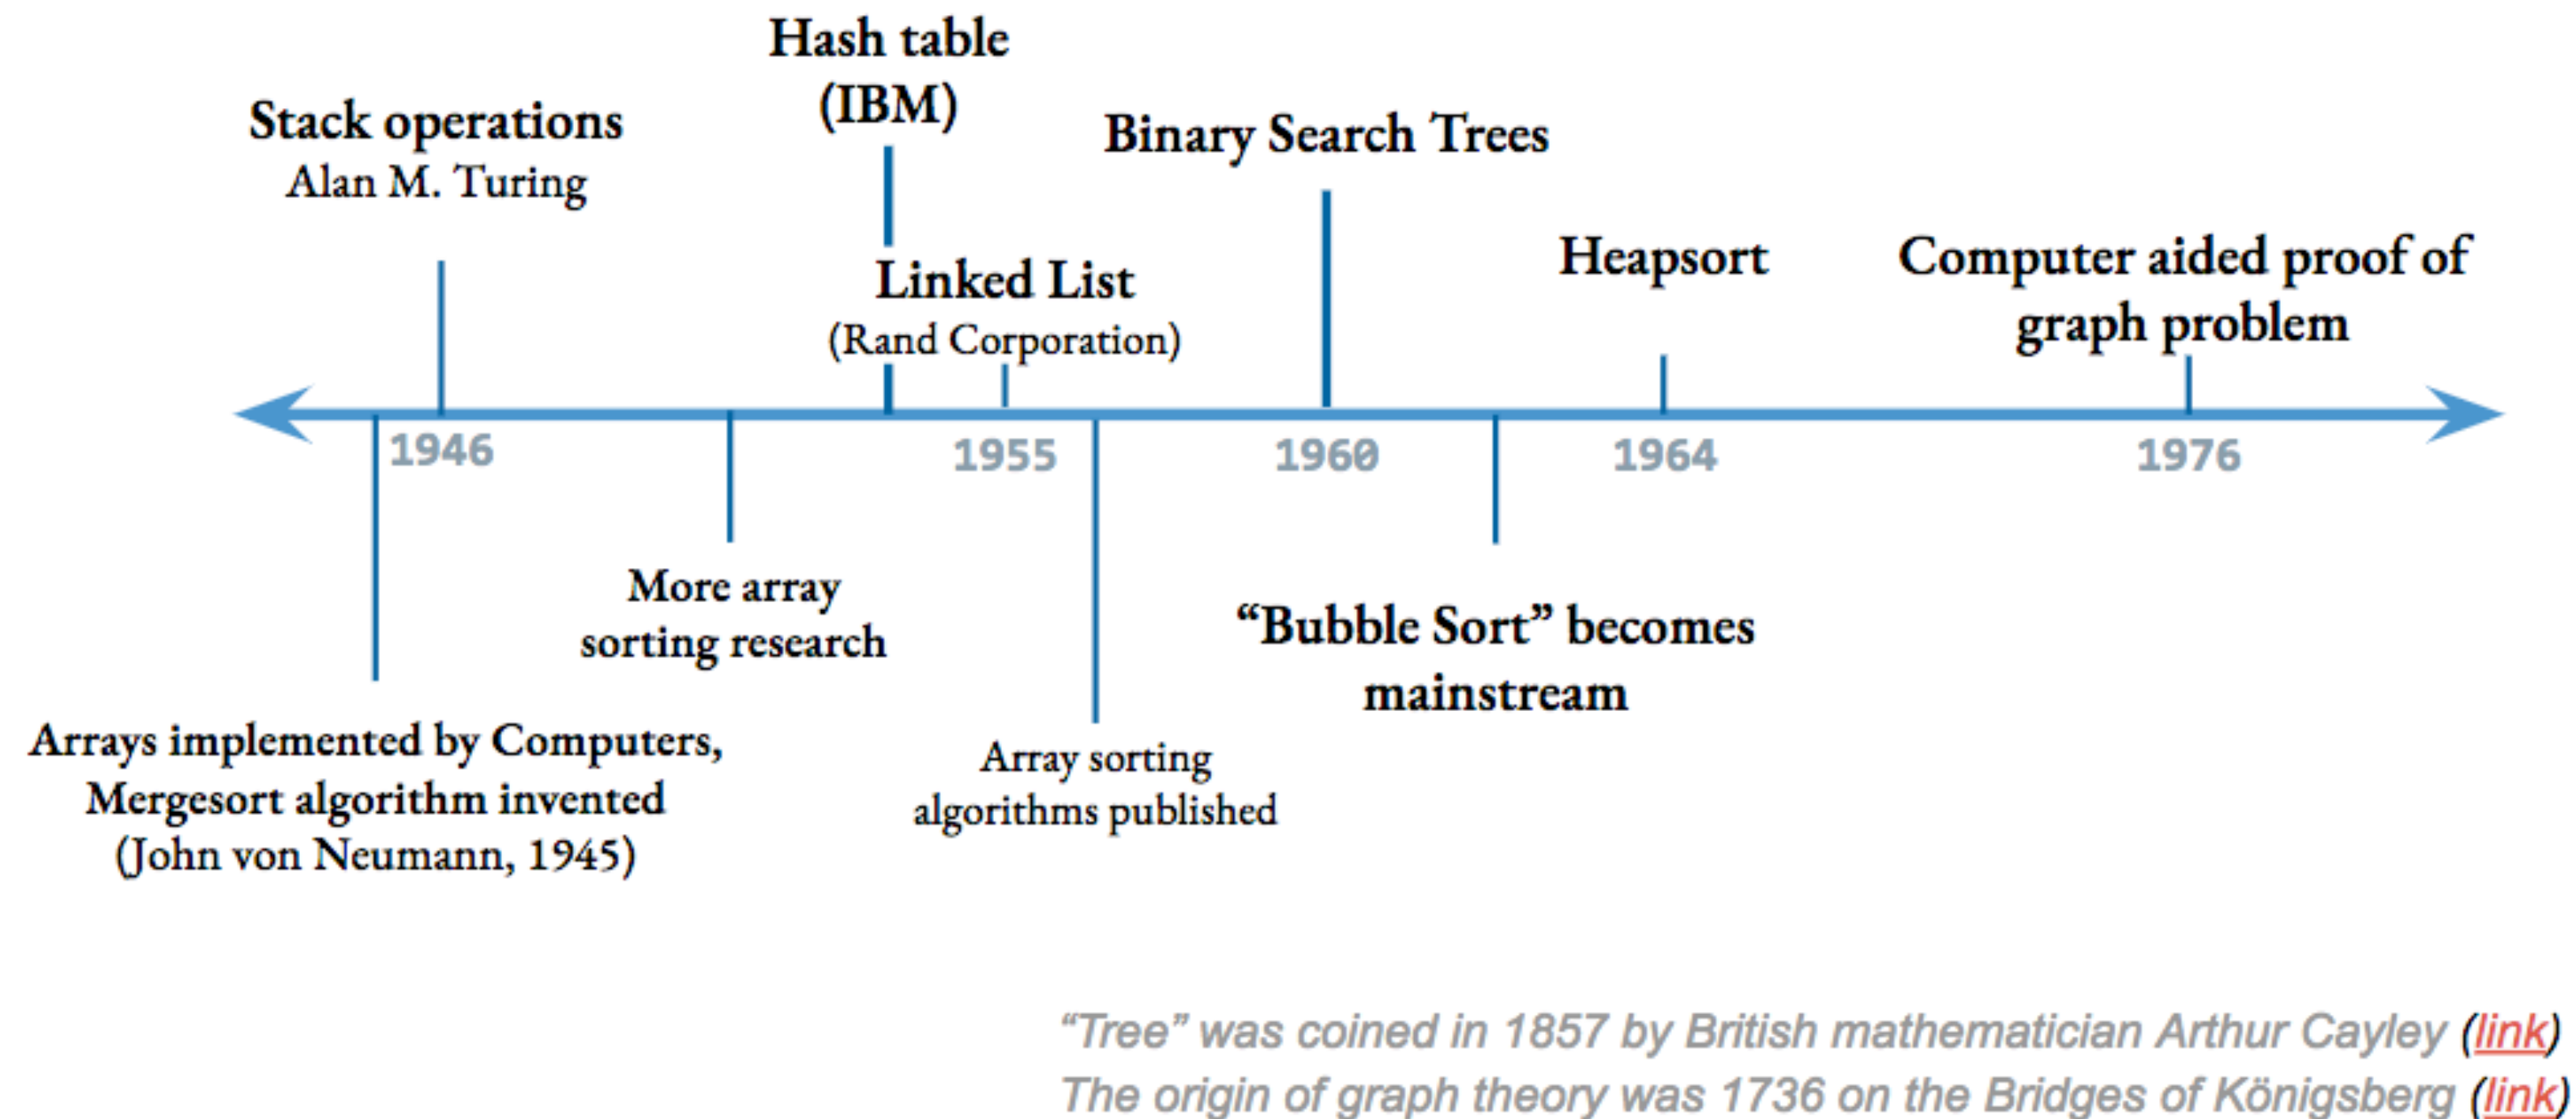 Hash table
(IBM)
Stack operations
Alan M. Turing
Binary Search Trees
Linked List
(Rand Corporation)
Heapsort
Computer aided proof of
graph problem
1946
1955
1960
1964
1976
More array
sorting research
“Bubble Sort” becomes
mainstream
Arrays implemented by Computers,
Mergesort algorithm invented
(John von Neumann, 1945)
Array sorting
algorithms published
“Tree” was coined in 1857 by British mathematician Arthur Cayley (link)
The origin of graph theory was 1736 on the Bridges of Königsberg (link)